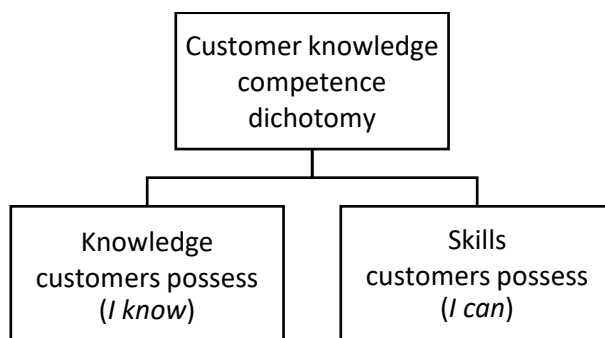 Customer knowledge
competence
dichotomy
Knowledge
customers possess
(I know)
Skills
customers possess
(I can)